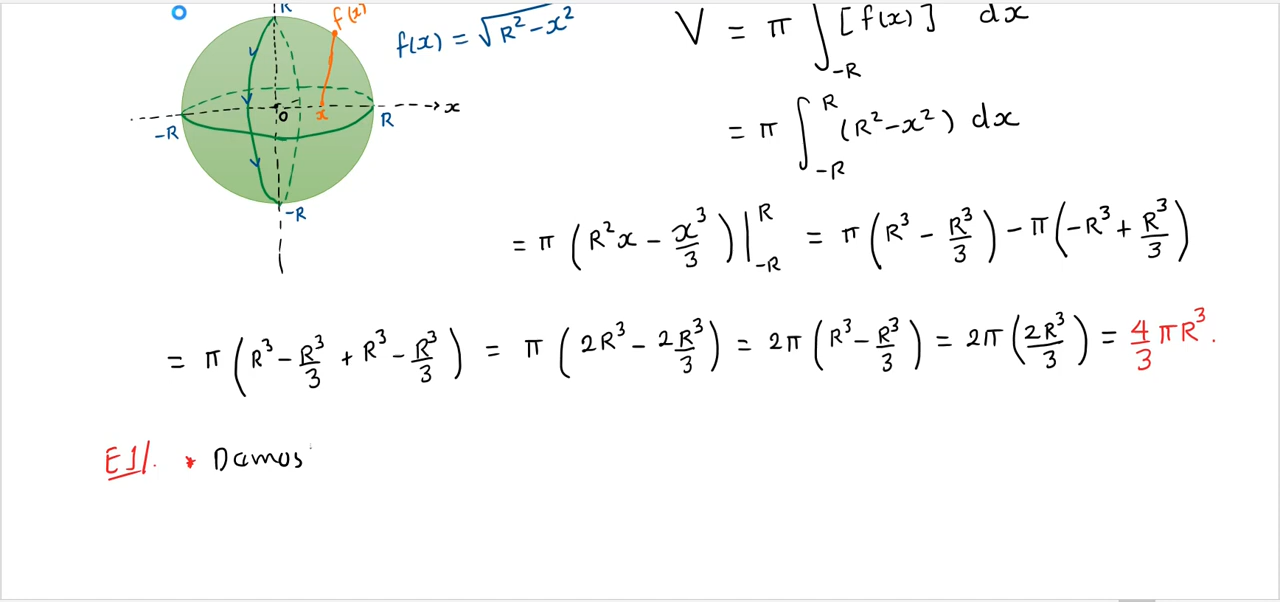 R
f(x)
f(x) = √(R² − x²)
V = π ∫_{-R} [f(x)] dx
-R
0
x
R
x
= π ∫_{-R}^{R} (R² − x²) dx
-R
= π (R²x − x³/3) |_{-R}^{R} = π (R³ − R³/3) − π (−R³ + R³/3)
= π (R³ − R³/3 + R³ − R³/3) = π (2R³ − 2R³/3) = 2π (R³ − R³/3) = 2π (2R³/3) = 4/3 πR³.
EJ/. * Damos